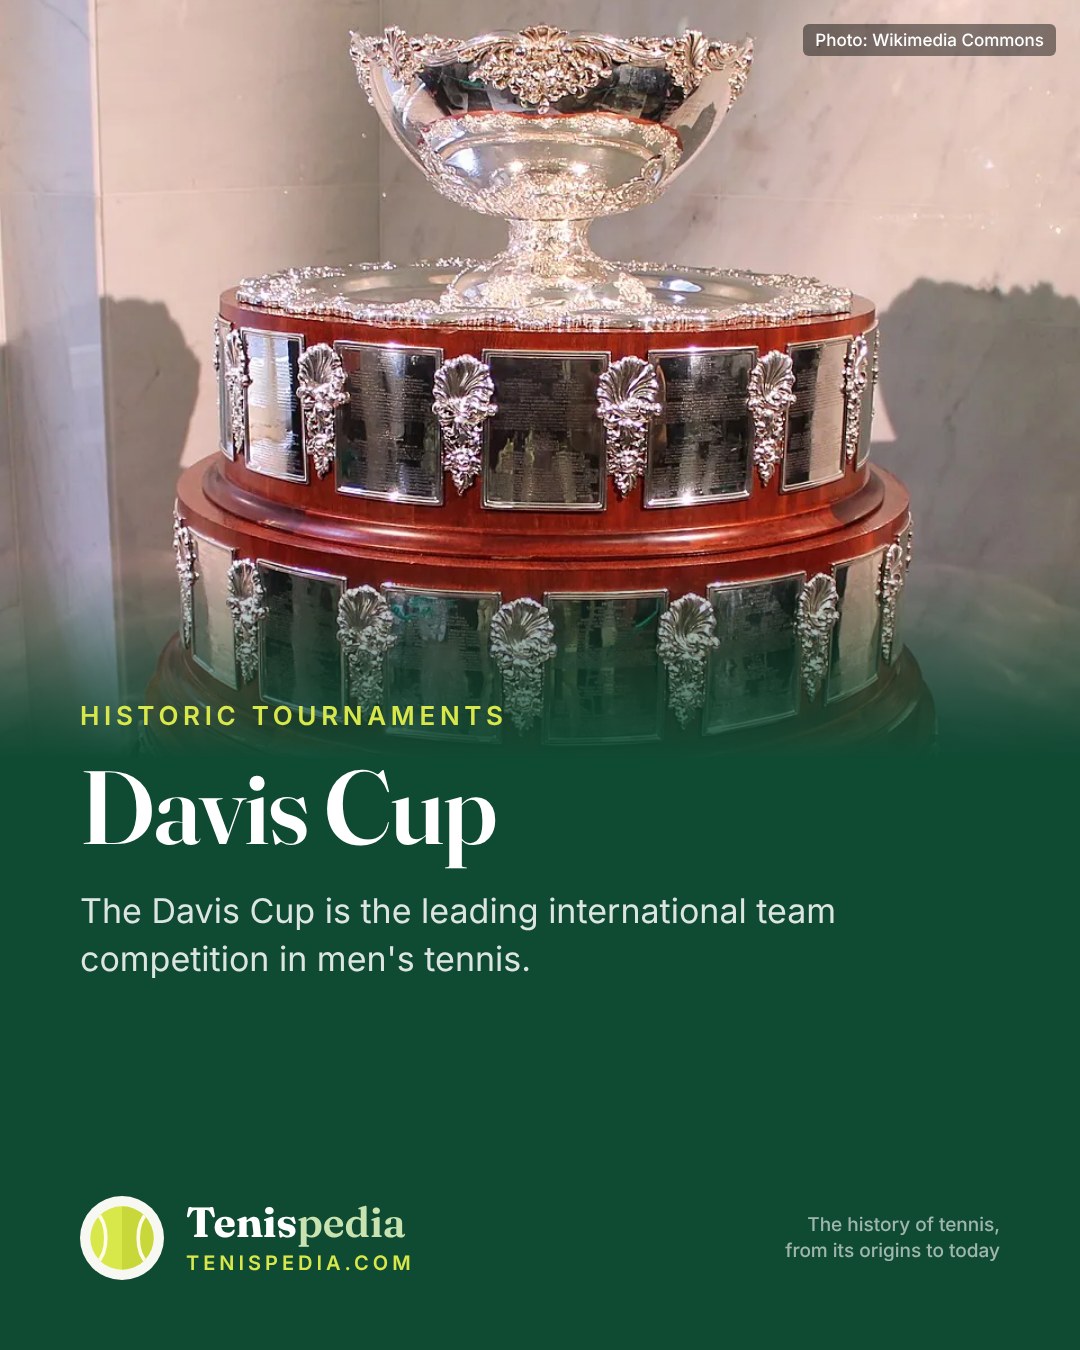 Photo: Wikimedia Commons
HISTORIC TOURNAMENTS
Davis Cup
The Davis Cup is the leading international team
competition in men's tennis.
Tenispedia
TENISPEDIA.COM
The history of tennis,
from its origins to today